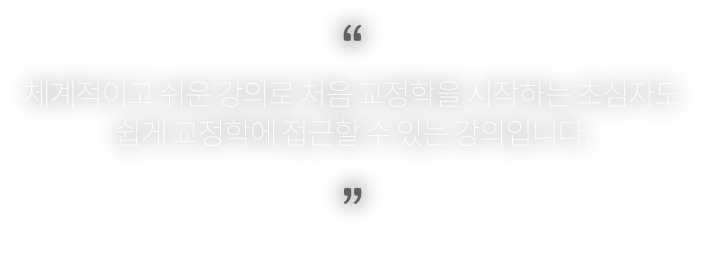 “
체계적이고 쉬운 강의로 처음 교정학을 시작하는 초심자도
쉽게 교정학에 접근할 수 있는 강의입니다.
”